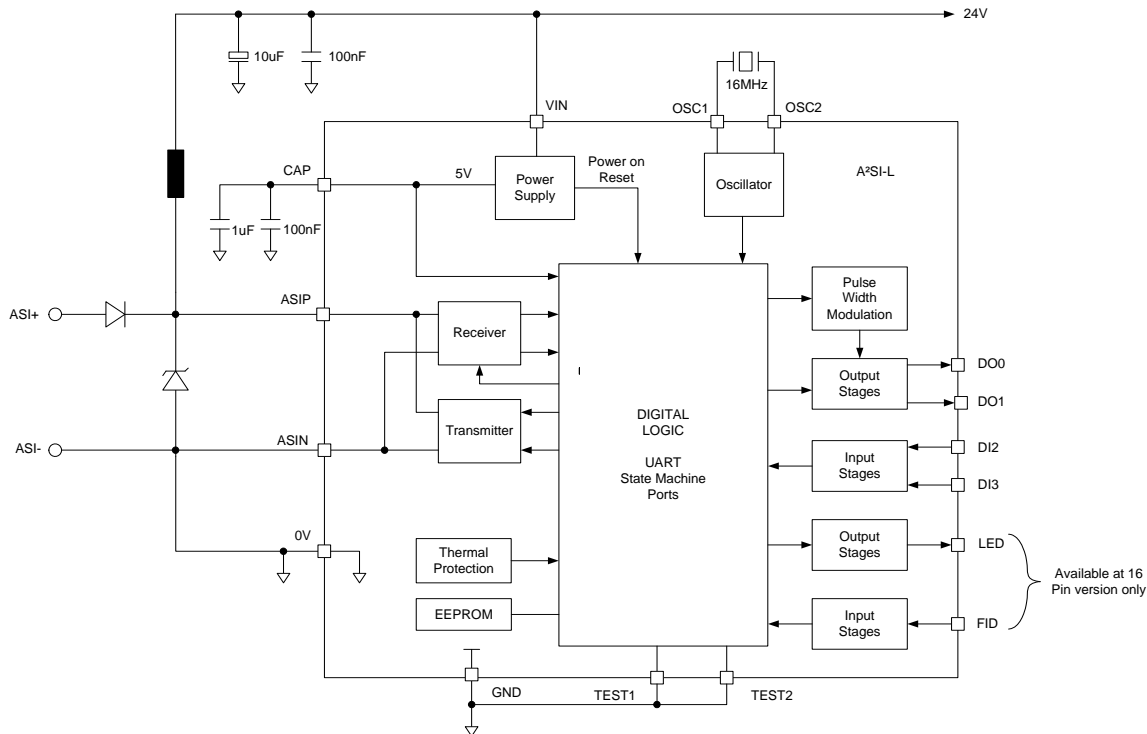 24V
10uF
100nF
16MHz
VIN
OSC1
OSC2
CAP
5V
Power
Supply
Power on
Reset
Oscillator
A²SI-L
1uF
100nF
ASI+
ASIP
Receiver
Pulse
Width
Modulation
Output
Stages
DO0
DO1
I
DIGITAL
LOGIC
UART
State Machine
Ports
ASI-
ASIN
Transmitter
Input
Stages
DI2
DI3
0V
Thermal
Protection
Output
Stages
LED
Available at 16
Pin version only
EEPROM
Input
Stages
FID
GND
TEST1
TEST2